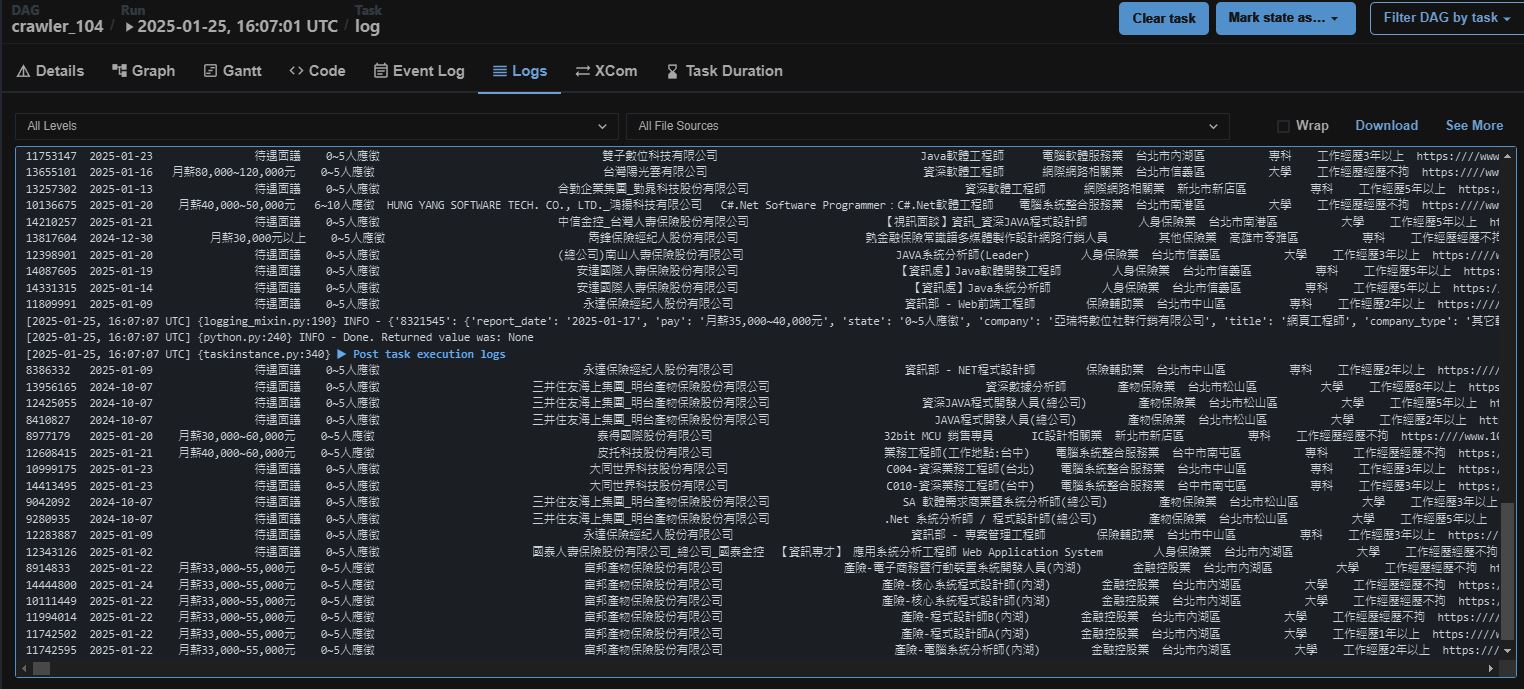 DAG Run Task
crawler_104 / 2025-01-25, 16:07:01 UTC / log
Clear task Mark state as... Filter DAG by task
Details Graph Gantt Code Event Log Logs XCom Task Duration
All Levels All File Sources Wrap Download See More
11753147 2025-01-23 待遇面議 0~5人應徵 雙子數位科技有限公司 Java軟體工程師 電腦軟體服務業 台北市內湖區 專科 工作經歷3年以上 https:////www
13655101 2025-01-16 月薪80,000~120,000元 0~5人應徵 台灣陽光雲有限公司 資深軟體工程師 網際網路相關業 台北市信義區 大學 工作經歷經歷不拘 https:////w
13257302 2025-01-13 待遇面議 0~5人應徵 台勤企業集團_勤晁科技股份有限公司 資深軟體工程師 網際網路相關業 新北市新店區 專科 工作經歷5年以上 https:
10136675 2025-01-20 月薪40,000~50,000元 6~10人應徵 HUNG YANG SOFTWARE TECH. CO., LTD._鴻揚科技有限公司 C#.Net Software Programmer：C#.Net軟體工程師 電腦系統整合服務業 台北市南港區 大學 工作經歷經歷不拘 https:////w
14210257 2025-01-21 待遇面議 0~5人應徵 中信金控_台灣人壽保險股份有限公司 【視訊面談】資訊_資深JAVA程式設計師 人身保險業 台北市南港區 大學 工作經歷5年以上 ht
13817604 2024-12-30 月薪30,000元以上 0~5人應徵 鋒保險經紀人股份有限公司 金融保險常識語多媒體製作設計網路行銷人員 其他保險業 高雄市苓雅區 專科 工作經歷經歷不拘
12398901 2025-01-20 待遇面議 0~5人應徵 (總公司)南山人壽保險股份有限公司 JAVA系統分析師(Leader) 人身保險業 台北市信義區 大學 工作經歷3年以上 https:////w
14087605 2025-01-19 待遇面議 0~5人應徵 安達國際人壽保險股份有限公司 【資訊處】Java軟體開發工程師 人身保險業 台北市信義區 專科 工作經歷5年以上 https:
14331315 2025-01-14 待遇面議 0~5人應徵 安達國際人壽保險股份有限公司 【資訊處】Java系統分析師 人身保險業 台北市信義區 專科 工作經歷5年以上 https://
11809991 2025-01-09 待遇面議 0~5人應徵 永達保險經紀人股份有限公司 資訊部 - Web前端工程師 保險輔助業 台北市中山區 專科 工作經歷2年以上 https:///
[2025-01-25, 16:07:07 UTC] {logging_mixin.py:190} INFO - {'8321545': {'report_date': '2025-01-17', 'pay': '月薪35,000~40,000元', 'state': '0~5人應徵', 'company': '亞瑞特數位社群行銷有限公司', 'title': '網頁工程師', 'company_type': '其它
[2025-01-25, 16:07:07 UTC] {python.py:240} INFO - Done. Returned value was: None
[2025-01-25, 16:07:07 UTC] {taskinstance.py:340} ▶ Post task execution logs
8386332 2025-01-09 待遇面議 0~5人應徵 永達保險經紀人股份有限公司 資訊部 - NET程式設計師 保險輔助業 台北市中山區 專科 工作經歷2年以上 https:////
13956165 2024-10-07 待遇面議 0~5人應徵 三井住友海上集團_明台產物保險股份有限公司 資深數據分析師 產物保險業 台北市松山區 大學 工作經歷8年以上 https
12425055 2024-10-07 待遇面議 0~5人應徵 三井住友海上集團_明台產物保險股份有限公司 資深JAVA程式開發人員(總公司) 產物保險業 台北市松山區 大學 工作經歷5年以上 ht
8410827 2024-10-07 待遇面議 0~5人應徵 三井住友海上集團_明台產物保險股份有限公司 JAVA程式開發人員(總公司) 產物保險業 台北市松山區 大學 工作經歷2年以上 htt
8977179 2025-01-20 月薪30,000~60,000元 0~5人應徵 泰得國際股份有限公司 32bit MCU 銷售專員 IC設計相關業 新北市新店區 專科 工作經歷經歷不拘 https:////www.10
12608415 2025-01-21 月薪40,000~60,000元 0~5人應徵 皮托科技股份有限公司 業務工程師(工作地點:台中) 電腦系統整合服務業 台中市南屯區 專科 工作經歷經歷不拘 https:
10999175 2025-01-23 待遇面議 0~5人應徵 大同世界科技股份有限公司 C004-資深業務工程師(台北) 電腦系統整合服務業 台北市中山區 專科 工作經歷3年以上 https:/
14413495 2025-01-23 待遇面議 0~5人應徵 大同世界科技股份有限公司 C010-資深業務工程師(台中) 電腦系統整合服務業 台中市南屯區 專科 工作經歷3年以上 https:/
9042092 2024-10-07 待遇面議 0~5人應徵 三井住友海上集團_明台產物保險股份有限公司 SA 軟體需求商業暨系統分析師(總公司) 產物保險業 台北市松山區 大學 工作經歷3年以上
9280935 2024-10-07 待遇面議 0~5人應徵 三井住友海上集團_明台產物保險股份有限公司 .Net 系統分析師 / 程式設計師(總公司) 產物保險業 台北市松山區 大學 工作經歷5年以上
12283887 2025-01-09 待遇面議 0~5人應徵 永達保險經紀人股份有限公司 資訊部 - 專案管理工程師 保險輔助業 台北市中山區 專科 工作經歷3年以上 https://
12343126 2025-01-02 待遇面議 0~5人應徵 國泰人壽保險股份有限公司_總公司_國泰金控 【資訊專才】 應用系統分析工程師 Web Application System 人身保險業 台北市內湖區 大學 工作經歷經歷不拘
8914833 2025-01-22 月薪33,000~55,000元 0~5人應徵 富邦產物保險股份有限公司 產險-電子商務暨行動裝置系統開發人員(內湖) 金融控股業 台北市內湖區 大學 工作經歷經歷不拘 ht
14444800 2025-01-24 月薪33,000~55,000元 0~5人應徵 富邦產物保險股份有限公司 產險-核心系統程式設計師(內湖) 金融控股業 台北市內湖區 大學 工作經歷經歷不拘 https:
10111449 2025-01-22 月薪33,000~55,000元 0~5人應徵 富邦產物保險股份有限公司 產險-核心系統程式設計師(內湖) 金融控股業 台北市內湖區 大學 工作經歷經歷不拘 https:
11994014 2025-01-22 月薪33,000~55,000元 0~5人應徵 富邦產物保險股份有限公司 產險-程式設計師B(內湖) 金融控股業 台北市內湖區 大學 工作經歷經歷不拘 https:///
11742502 2025-01-22 月薪33,000~55,000元 0~5人應徵 富邦產物保險股份有限公司 產險-程式設計師A(內湖) 金融控股業 台北市內湖區 大學 工作經歷1年以上 https:////w
11742595 2025-01-22 月薪33,000~55,000元 0~5人應徵 富邦產物保險股份有限公司 產險-電腦系統分析師(內湖) 金融控股業 台北市內湖區 大學 工作經歷2年以上 https:///